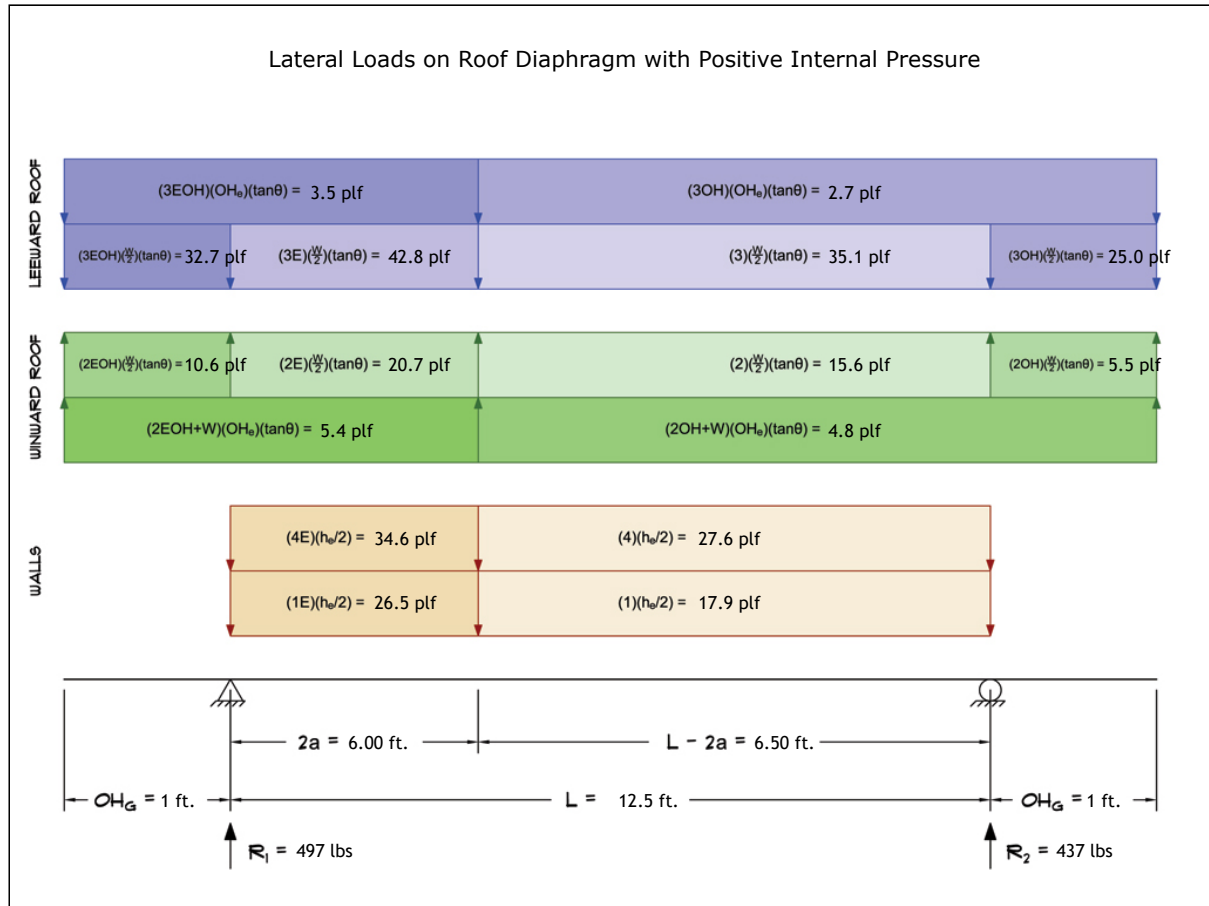 Lateral Loads on Roof Diaphragm with Positive Internal Pressure
LEEWARD ROOF
(3EOH)(OHₑ)(tanθ) = 3.5 plf
(3OH)(OHₑ)(tanθ) = 2.7 plf
(3EOH)(W/2)(tanθ) = 32.7 plf
(3E)(W/2)(tanθ) = 42.8 plf
(3)(W/2)(tanθ) = 35.1 plf
(3OH)(W/2)(tanθ) = 25.0 plf
WINWARD ROOF
(2EOH)(W/2)(tanθ) = 10.6 plf
(2E)(W/2)(tanθ) = 20.7 plf
(2)(W/2)(tanθ) = 15.6 plf
(2OH)(W/2)(tanθ) = 5.5 plf
(2EOH+W)(OHₑ)(tanθ) = 5.4 plf
(2OH+W)(OHₑ)(tanθ) = 4.8 plf
WALLS
(4E)(hₑ/2) = 34.6 plf
(4)(hₑ/2) = 27.6 plf
(1E)(hₑ/2) = 26.5 plf
(1)(hₑ/2) = 17.9 plf
2a = 6.00 ft.
L - 2a = 6.50 ft.
OH_G = 1 ft.
L = 12.5 ft.
OH_G = 1 ft.
R₁ = 497 lbs
R₂ = 437 lbs